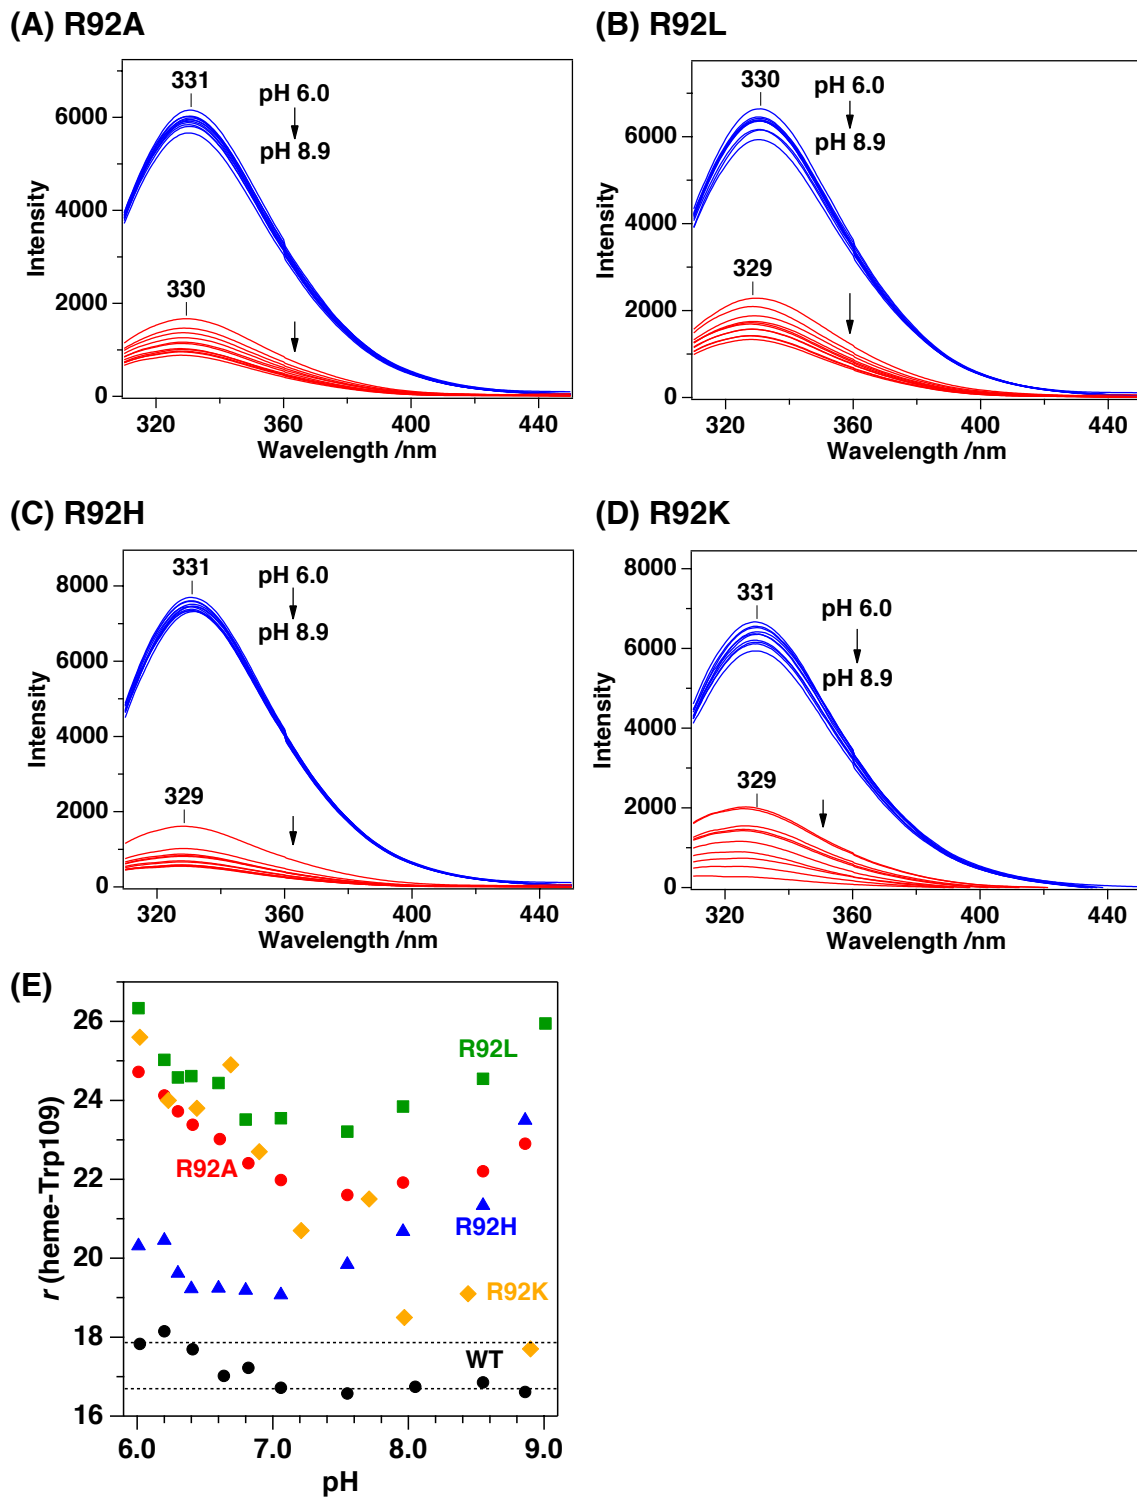 (A) R92A
331
pH 6.0
pH 8.9
330
6000
4000
2000
0
Intensity
320
360
400
440
Wavelength /nm
(B) R92L
330
pH 6.0
pH 8.9
329
6000
4000
2000
0
Intensity
320
360
400
440
Wavelength /nm
(C) R92H
331
pH 6.0
pH 8.9
329
8000
6000
4000
2000
0
Intensity
320
360
400
440
Wavelength /nm
(D) R92K
331
pH 6.0
pH 8.9
329
8000
6000
4000
2000
0
Intensity
320
360
400
440
Wavelength /nm
(E)
26
24
22
20
18
16
r (heme-Trp109)
R92L
R92A
R92H
R92K
WT
6.0
7.0
8.0
9.0
pH